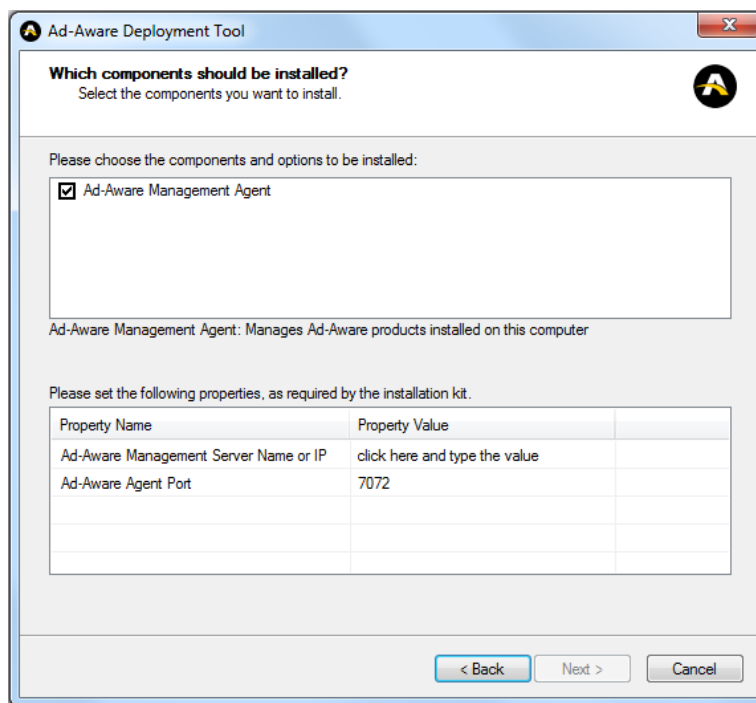 Ad-Aware Deployment Tool
Which components should be installed?
Select the components you want to install.
Please choose the components and options to be installed:
Ad-Aware Management Agent
Ad-Aware Management Agent: Manages Ad-Aware products installed on this computer
Please set the following properties, as required by the installation kit.
Property Name Property Value
Ad-Aware Management Server Name or IP click here and type the value
Ad-Aware Agent Port 7072
< Back Next > Cancel